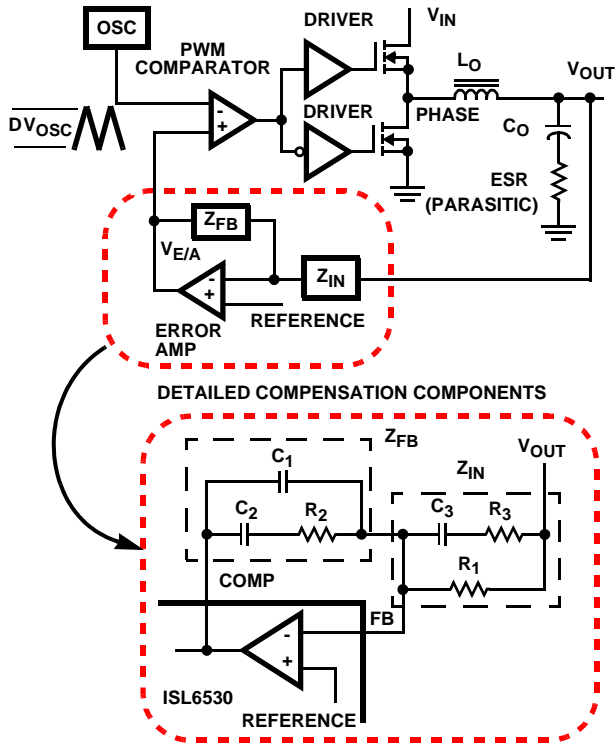 OSC
DRIVER
V_IN
PWM
COMPARATOR
L_O
V_OUT
DRIVER
-
+
PHASE
DV_OSC
C_O
ESR
(PARASITIC)
Z_FB
V_E/A
-
+
Z_IN
REFERENCE
ERROR
AMP
DETAILED COMPENSATION COMPONENTS
Z_FB
V_OUT
C_1
Z_IN
C_2
R_2
C_3
R_3
COMP
R_1
FB
-
+
ISL6530
REFERENCE